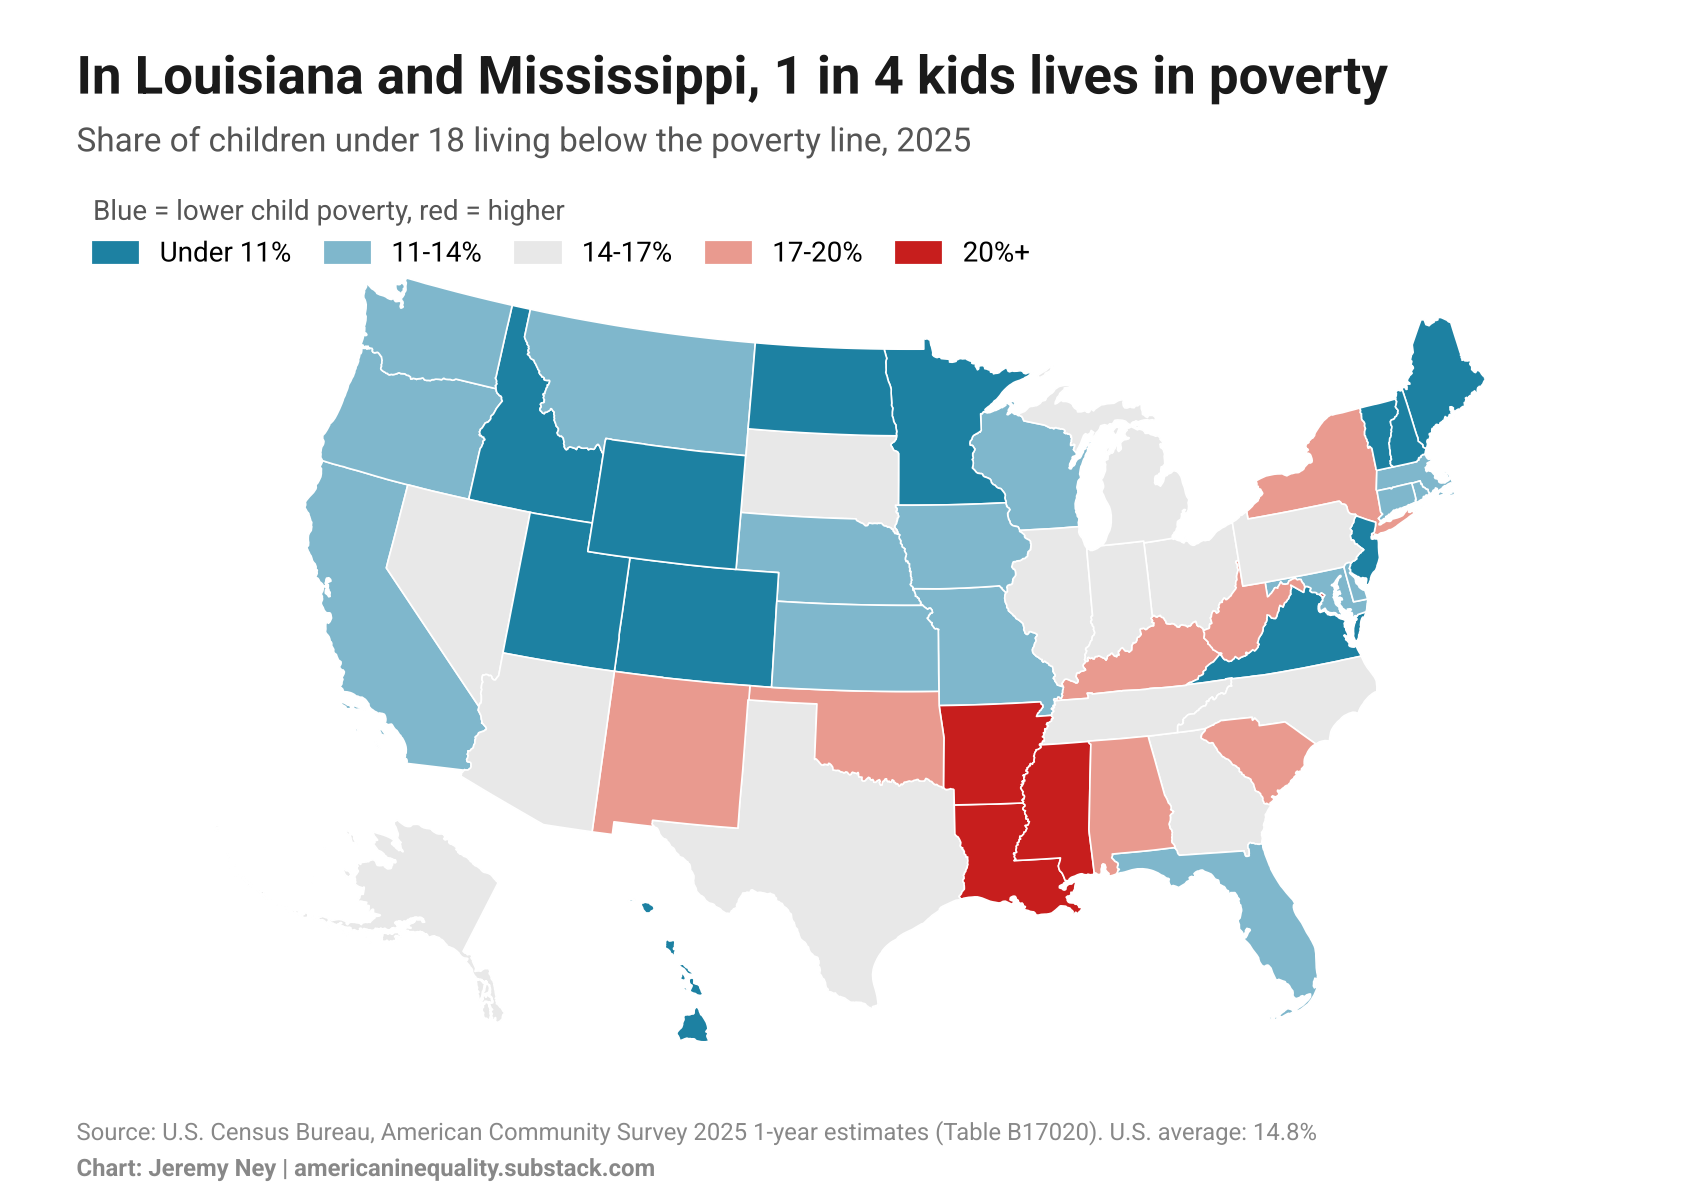 In Louisiana and Mississippi, 1 in 4 kids lives in poverty
Share of children under 18 living below the poverty line, 2025
Blue = lower child poverty, red = higher
Under 11% 11-14% 14-17% 17-20% 20%+
Source: U.S. Census Bureau, American Community Survey 2025 1-year estimates (Table B17020). U.S. average: 14.8%
Chart: Jeremy Ney | americaninequality.substack.com